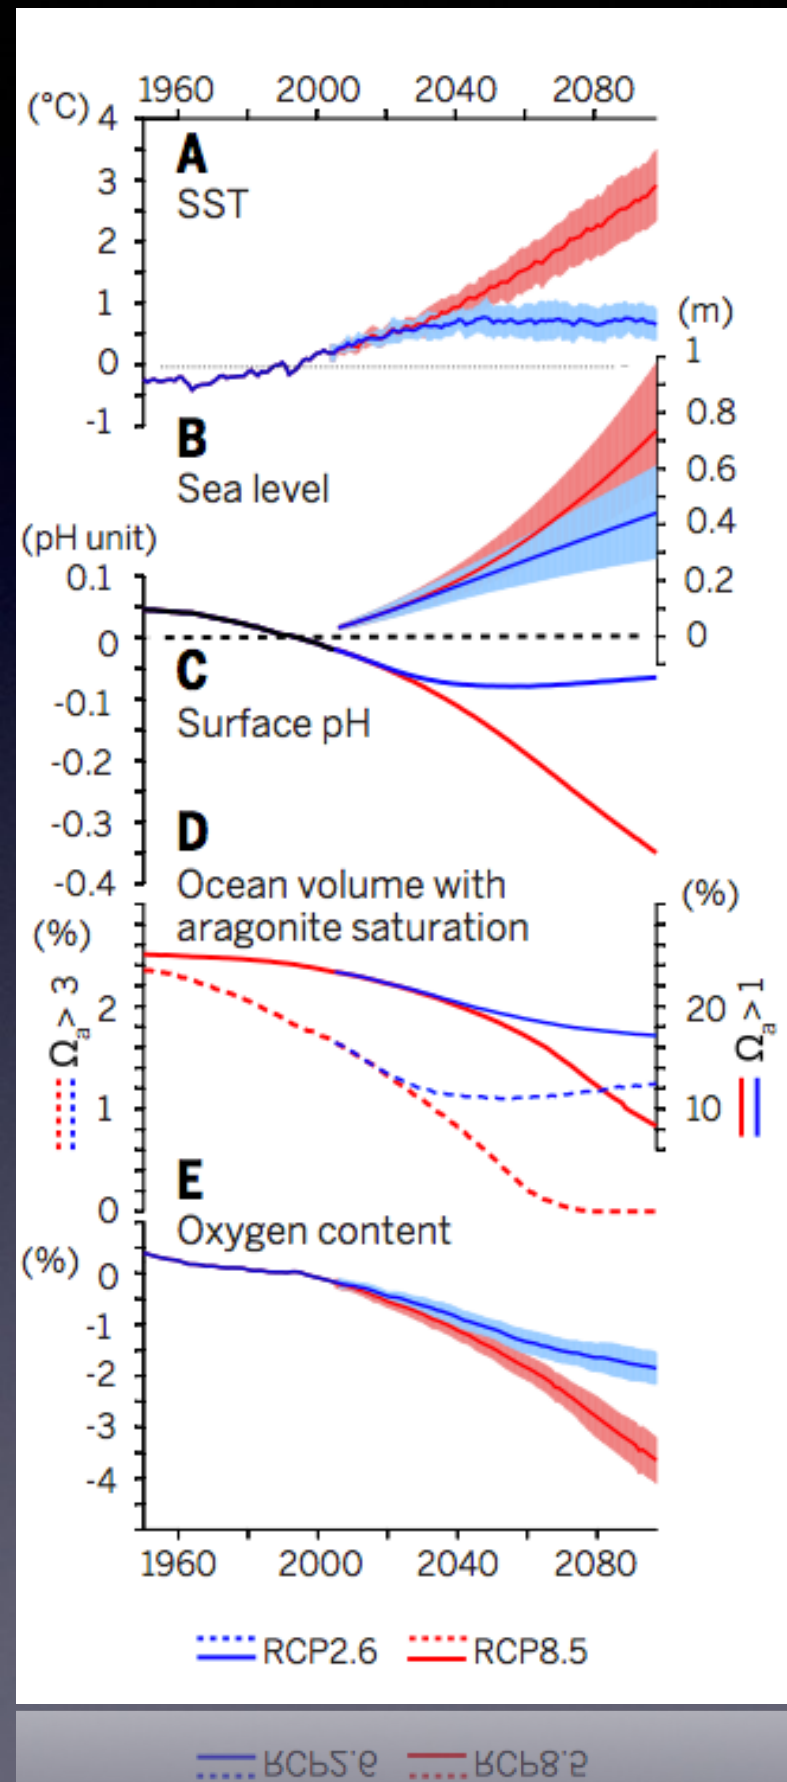 1960 2000 2040 2080
(°C) 4
A
3
SST
2
1
(m)
0
1
-1
0.8
B
Sea level
0.6
0.4
(pH unit)
0.1
0.2
0
0
C
-0.1
Surface pH
-0.2
-0.3
D
-0.4
Ocean volume with
aragonite saturation
(%)
(%)
Ωa > 3
2
20
Ωa > 1
1
10
E
0
Oxygen content
(%) 0
-1
-2
-3
-4
1960 2000 2040 2080
RCP2.6 RCP8.5
RCP2.6 RCP8.5